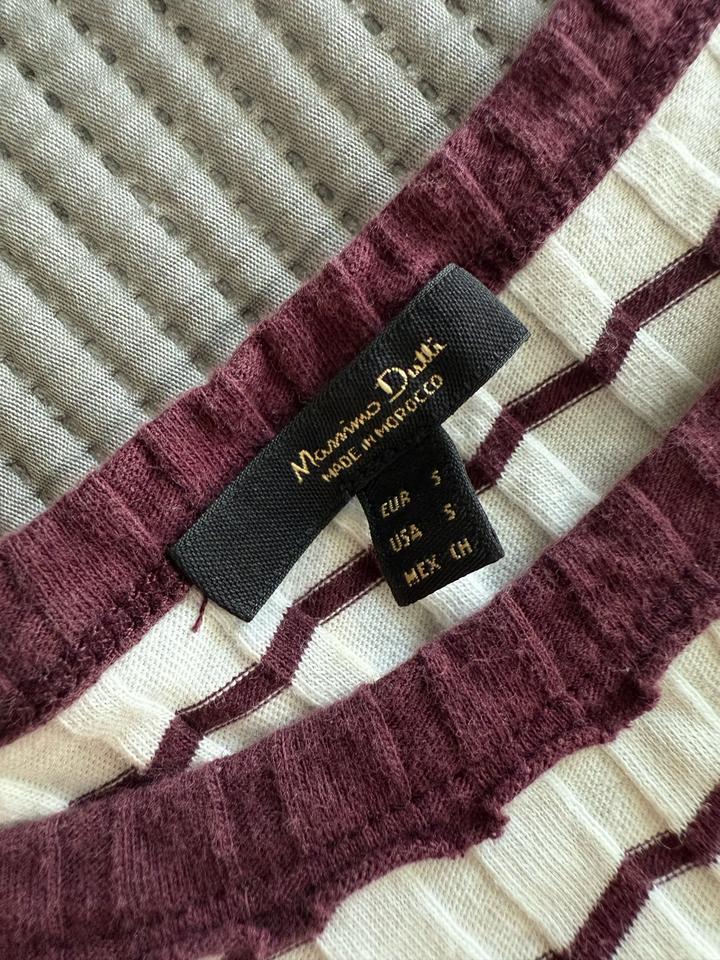 Massimo Dutti
MADE IN MOROCCO
EUR S
USA S
MEX CH